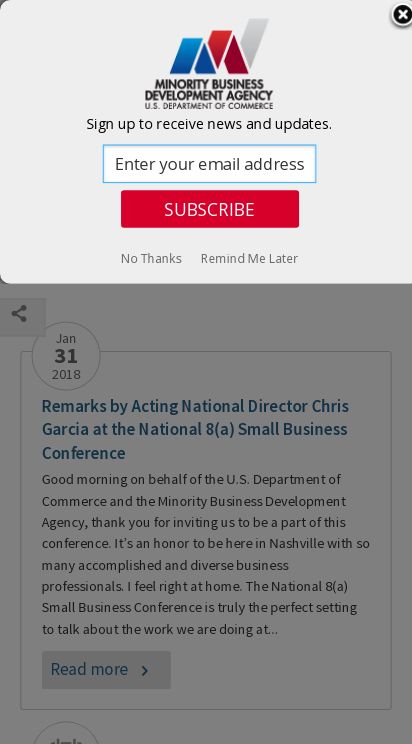 MINORITY BUSINESS
DEVELOPMENT AGENCY
U.S. DEPARTMENT OF COMMERCE
Sign up to receive news and updates.
Enter your email address
SUBSCRIBE
No Thanks Remind Me Later
Jan
31
2018
Remarks by Acting National Director Chris
Garcia at the National 8(a) Small Business
Conference
Good morning on behalf of the U.S. Department of
Commerce and the Minority Business Development
Agency, thank you for inviting us to be a part of this
conference. It's an honor to be here in Nashville with so
many accomplished and diverse business
professionals. I feel right at home. The National 8(a)
Small Business Conference is truly the perfect setting
to talk about the work we are doing at...
Read more